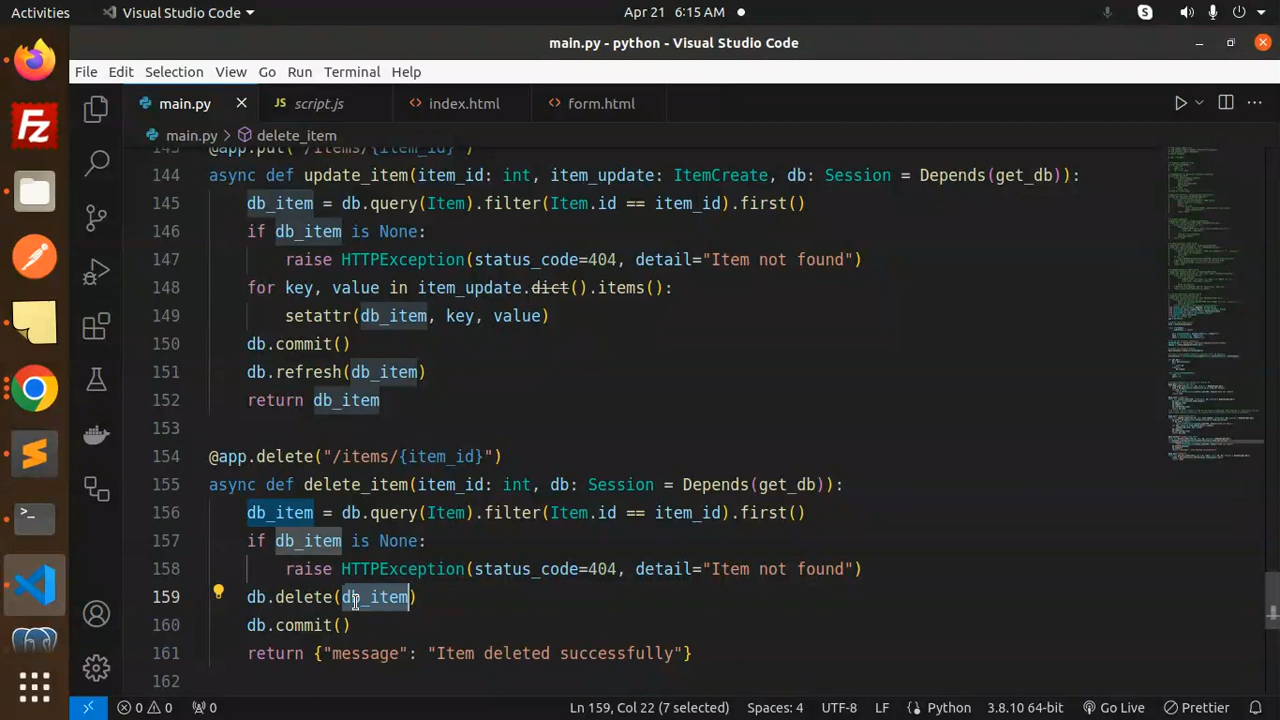 Activities
Visual Studio Code
Apr 21 6:15 AM
main.py - python - Visual Studio Code
File Edit Selection View Go Run Terminal Help
main.py
script.js
index.html
form.html
main.py > delete_item
143 @app.put("/items/{item_id}")
144 async def update_item(item_id: int, item_update: ItemCreate, db: Session = Depends(get_db)):
145 db_item = db.query(Item).filter(Item.id == item_id).first()
146 if db_item is None:
147 raise HTTPException(status_code=404, detail="Item not found")
148 for key, value in item_update.dict().items():
149 setattr(db_item, key, value)
150 db.commit()
151 db.refresh(db_item)
152 return db_item
153
154 @app.delete("/items/{item_id}")
155 async def delete_item(item_id: int, db: Session = Depends(get_db)):
156 db_item = db.query(Item).filter(Item.id == item_id).first()
157 if db_item is None:
158 raise HTTPException(status_code=404, detail="Item not found")
159 db.delete(db_item)
160 db.commit()
161 return {"message": "Item deleted successfully"}
162
0 0 0 Ln 159, Col 22 (7 selected) Spaces: 4 UTF-8 LF Python 3.8.10 64-bit Go Live Prettier